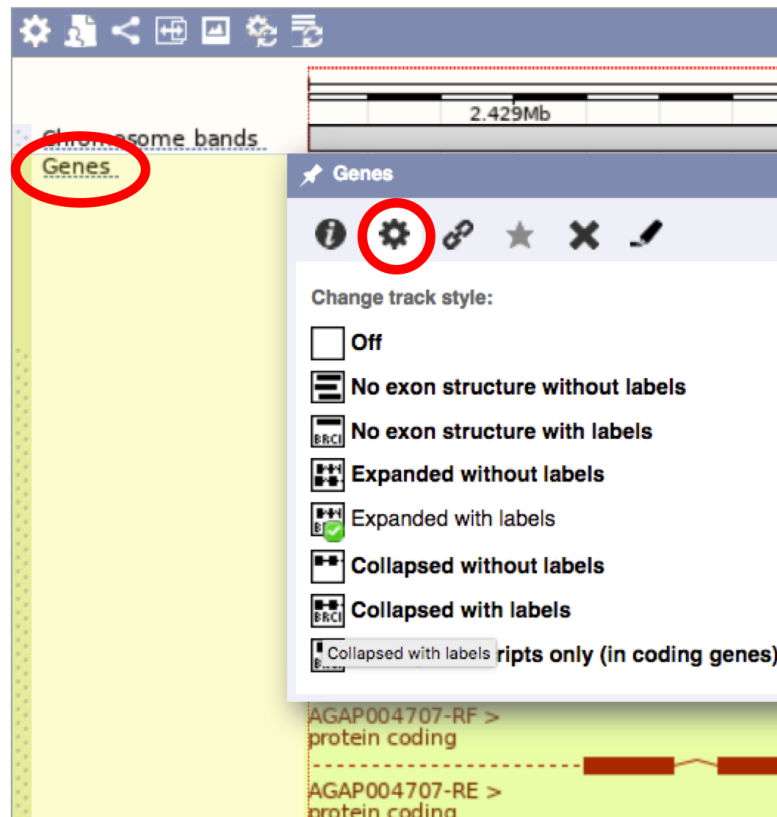 2.429Mb
Chromosome bands
Genes
Genes
Change track style:
Off
No exon structure without labels
BRCI
No exon structure with labels
Expanded without labels
Expanded with labels
Collapsed without labels
BRCI
Collapsed with labels
Collapsed with labels
ripts only (in coding genes)
AGAP004707-RF >
protein coding
AGAP004707-RE >
protein coding